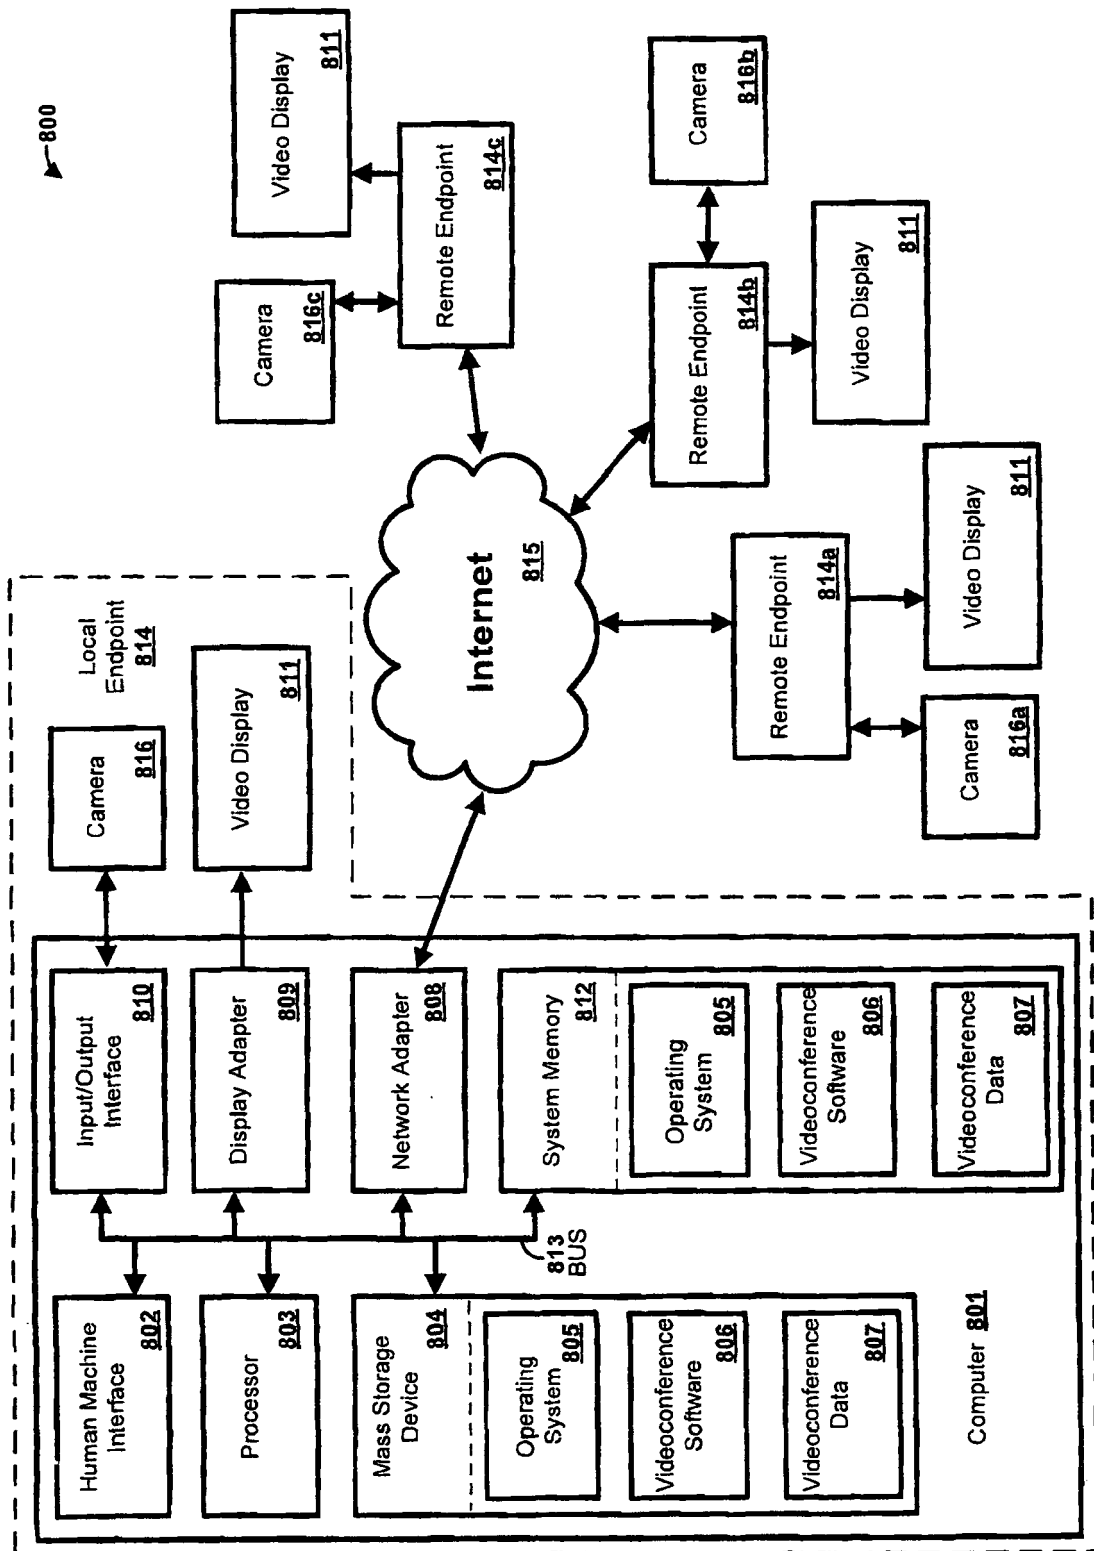 800
Human Machine
Interface
802
Processor
803
Mass Storage
Device
804
Operating
System
805
Videoconference
Software
806
Videoconference
Data
807
Computer 801
813
BUS
Input/Output
Interface
810
Display Adapter
809
Network Adapter
808
System Memory
812
Operating
System
805
Videoconference
Software
806
Videoconference
Data
807
Camera
816
Local
Endpoint
814
Video Display
811
Internet
815
Camera
816c
Remote Endpoint
814c
Video Display
811
Camera
816b
Remote Endpoint
814b
Video Display
811
Remote Endpoint
814a
Video Display
811
Camera
816a